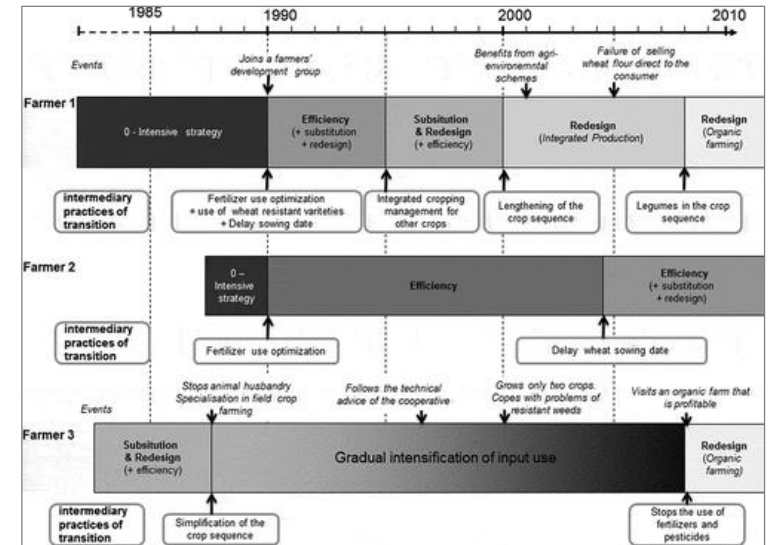 1985 1990 2000 2010
Events
Joins a farmers'
development group
Benefits from agri-
environemntal
schemes
Failure of selling
wheat flour direct to the
consumer
Farmer 1
0 - Intensive strategy
Efficiency
(+ substitution
+ redesign)
Subsitution
& Redesign
(+ efficiency)
Redesign
(Integrated Production)
Redesign
(Organic
farming)
intermediary
practices of
transition
Fertilizer use optimization
+ use of wheat resistant variteties
+ Delay sowing date
Integrated cropping
management for
other crops
Lengthening of the
crop sequence
Legumes in the crop
sequence
Farmer 2
0 –
Intensive
strategy
Efficiency
Efficiency
(+ substitution
+ redesign)
intermediary
practices of
transition
Fertilizer use optimization
Delay wheat sowing date
Events
Stops animal husbandry
Specialisation in field crop
farming
Follows the technical
advice of the cooperative
Grows only two crops.
Copes with problems of
resistant weeds
Visits an organic farm that
is profitable
Farmer 3
Subsitution
& Redesign
(+ efficiency)
Gradual intensification of input use
Redesign
(Organic
farming)
intermediary
practices of
transition
Simplification of the
crop sequence
Stops the use of
fertilizers and
pesticides